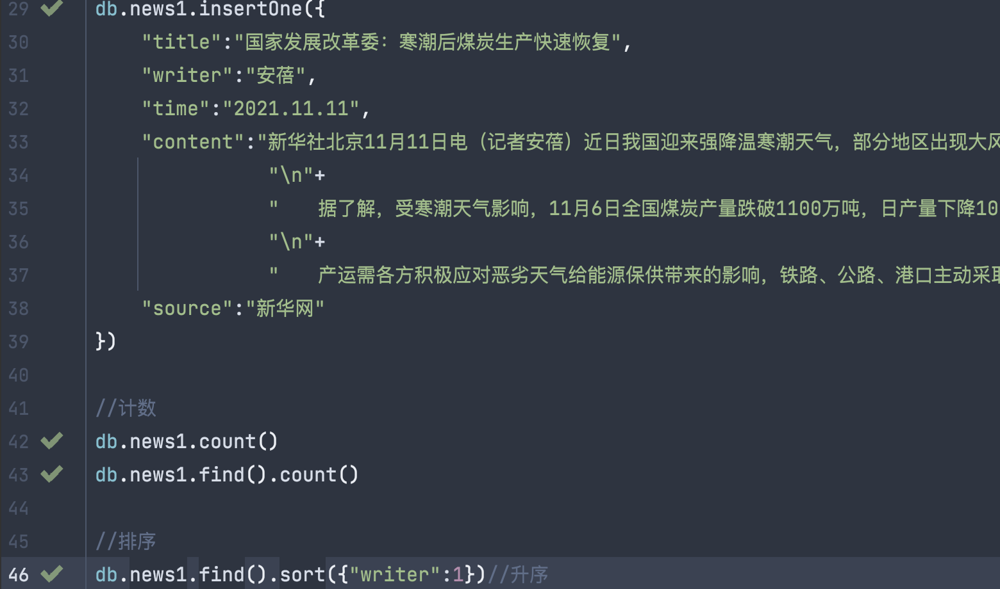 29 db.news1.insertOne({
30 "title":"国家发展改革委：寒潮后煤炭生产快速恢复",
31 "writer":"安蓓",
32 "time":"2021.11.11",
33 "content":"新华社北京11月11日电（记者安蓓）近日我国迎来强降温寒潮天气，部分地区出现大风
34 "\n"+
35 "    据了解，受寒潮天气影响，11月6日全国煤炭产量跌破1100万吨，日产量下降10
36 "\n"+
37 "    产运需各方积极应对恶劣天气给能源保供带来的影响，铁路、公路、港口主动采取
38 "source":"新华网"
39 })
40
41 //计数
42 db.news1.count()
43 db.news1.find().count()
44
45 //排序
46 db.news1.find().sort({"writer":1})//升序